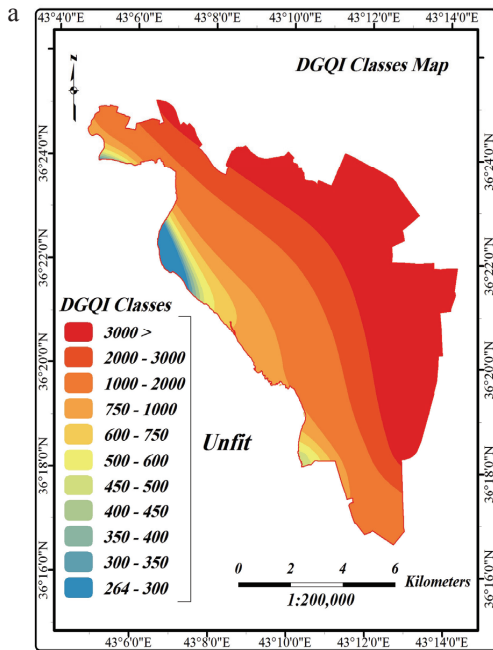 a
43°4'0"E 43°6'0"E 43°8'0"E 43°10'0"E 43°12'0"E 43°14'0"E
DGQI Classes Map
N
36°24'0"N
36°22'0"N
36°20'0"N
36°18'0"N
36°16'0"N
DGQI Classes
3000 >
2000 - 3000
1000 - 2000
750 - 1000
600 - 750
500 - 600
450 - 500
400 - 450
350 - 400
300 - 350
264 - 300
Unfit
0 2 4 6
Kilometers
1:200,000
36°24'0"N
36°22'0"N
36°20'0"N
36°18'0"N
36°16'0"N
43°6'0"E 43°8'0"E 43°10'0"E 43°12'0"E 43°14'0"E